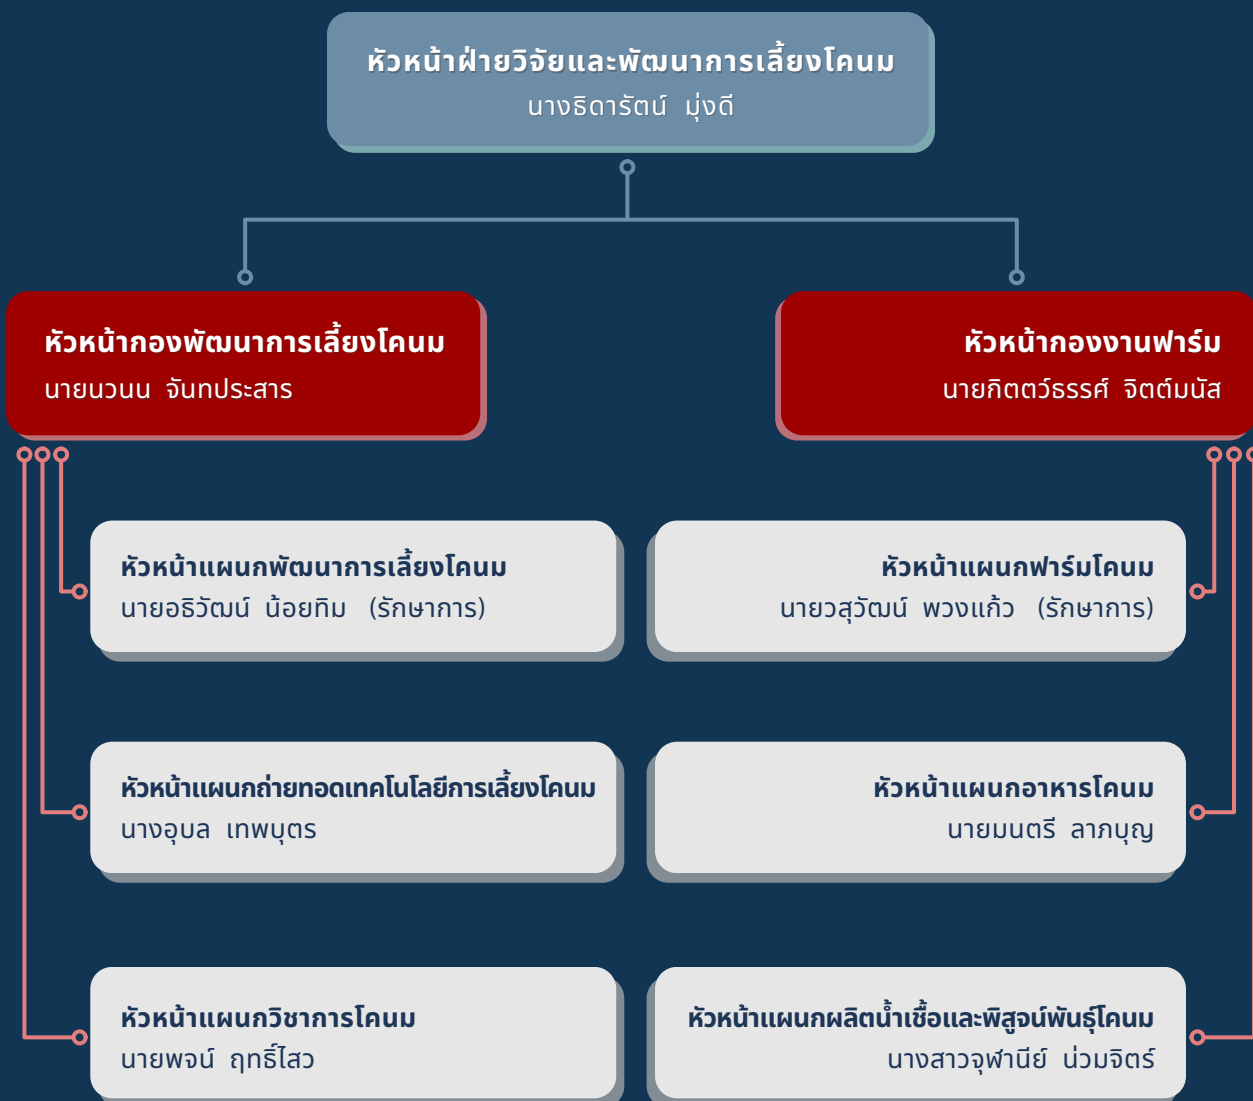 หัวหน้าฝ่ายวิจัยและพัฒนาการเลี้ยงโคนม
นางธิดารัตน์ มุ่งดี
หัวหน้ากองพัฒนาการเลี้ยงโคนม
นายนวนน จันทประสาร
หัวหน้ากองงานฟาร์ม
นายกิตตว์ธรรศ์ จิตต์มนัส
หัวหน้าแผนกพัฒนาการเลี้ยงโคนม
นายอธิวัฒน์ น้อยทิม (รักษาการ)
หัวหน้าแผนกฟาร์มโคนม
นายวสุวัฒน์ พวงแก้ว (รักษาการ)
หัวหน้าแผนกถ่ายทอดเทคโนโลยีการเลี้ยงโคนม
นางอุบล เทพบุตร
หัวหน้าแผนกอาหารโคนม
นายมนตรี ลาภบุญ
หัวหน้าแผนกวิชาการโคนม
นายพจน์ ฤทธิ์ไสว
หัวหน้าแผนกผลิตน้ำเชื้อและพิสูจน์พันธุ์โคนม
นางสาวจุฬานีย์ น่วมจิตร์